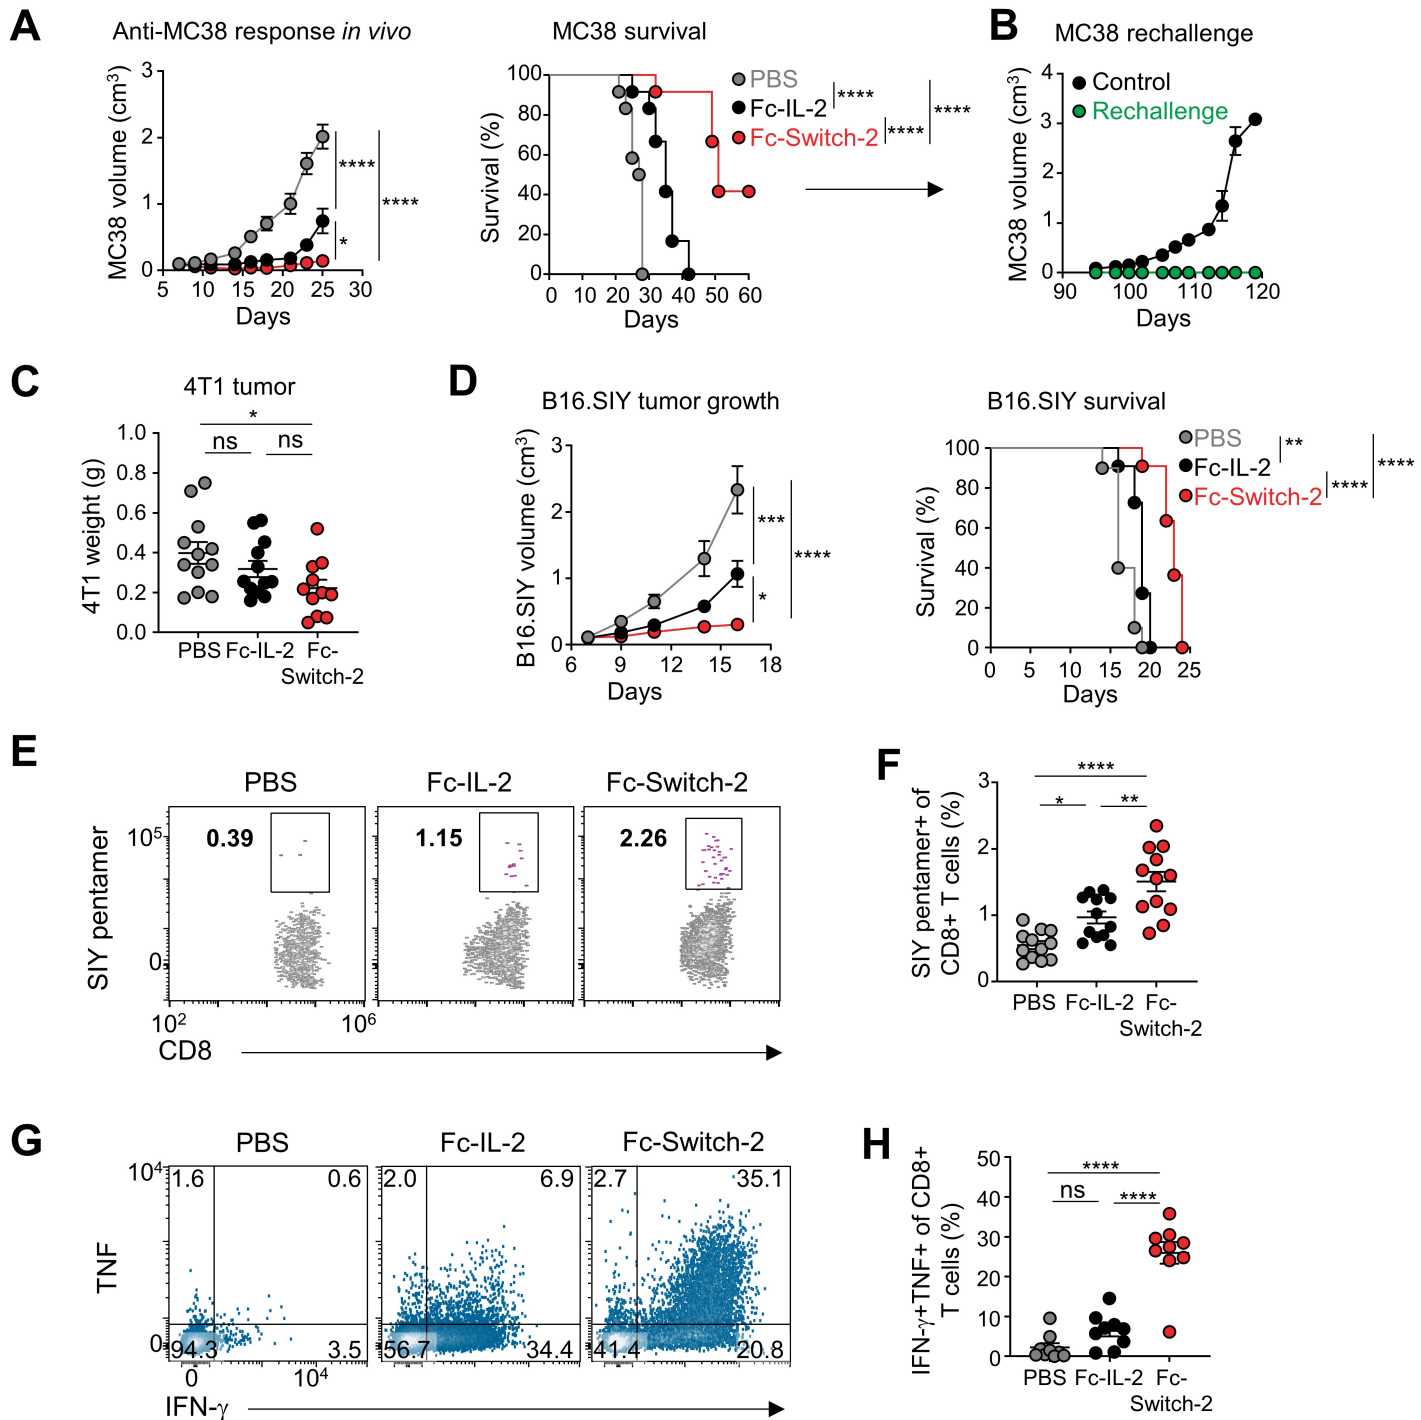 A
Anti-MC38 response in vivo
MC38 volume (cm³)
3
2
1
0
5 10 15 20 25 30
Days
****
*
****
MC38 survival
Survival (%)
100
80
60
40
20
0
0 10 20 30 40 50 60
Days
PBS
Fc-IL-2
Fc-Switch-2
****
****
****
B
MC38 rechallenge
MC38 volume (cm³)
4
3
2
1
0
90 100 110 120
Days
Control
Rechallenge
C
4T1 tumor
*
ns ns
4T1 weight (g)
1.0
0.8
0.6
0.4
0.2
0.0
PBS Fc-IL-2 Fc-
Switch-2
D
B16.SIY tumor growth
B16.SIY volume (cm³)
3
2
1
0
6 9 12 15 18
Days
***
*
****
B16.SIY survival
Survival (%)
100
80
60
40
20
0
0 5 10 15 20 25
Days
PBS
Fc-IL-2
Fc-Switch-2
**
****
****
E
PBS Fc-IL-2 Fc-Switch-2
SIY pentamer
10⁵
0
0.39 1.15 2.26
10² 10⁶
CD8
F
SIY pentamer+ of
CD8+ T cells (%)
3
2
1
0
****
* **
PBS Fc-IL-2 Fc-
Switch-2
G
PBS Fc-IL-2 Fc-Switch-2
TNF
10⁴
0
1.6 0.6 2.0 6.9 2.7 35.1
94.3 3.5 56.7 34.4 41.4 20.8
0 10⁴
IFN-γ
H
IFN-γ+TNF+ of CD8+
T cells (%)
50
40
30
20
10
0
****
ns ****
PBS Fc-IL-2 Fc-
Switch-2